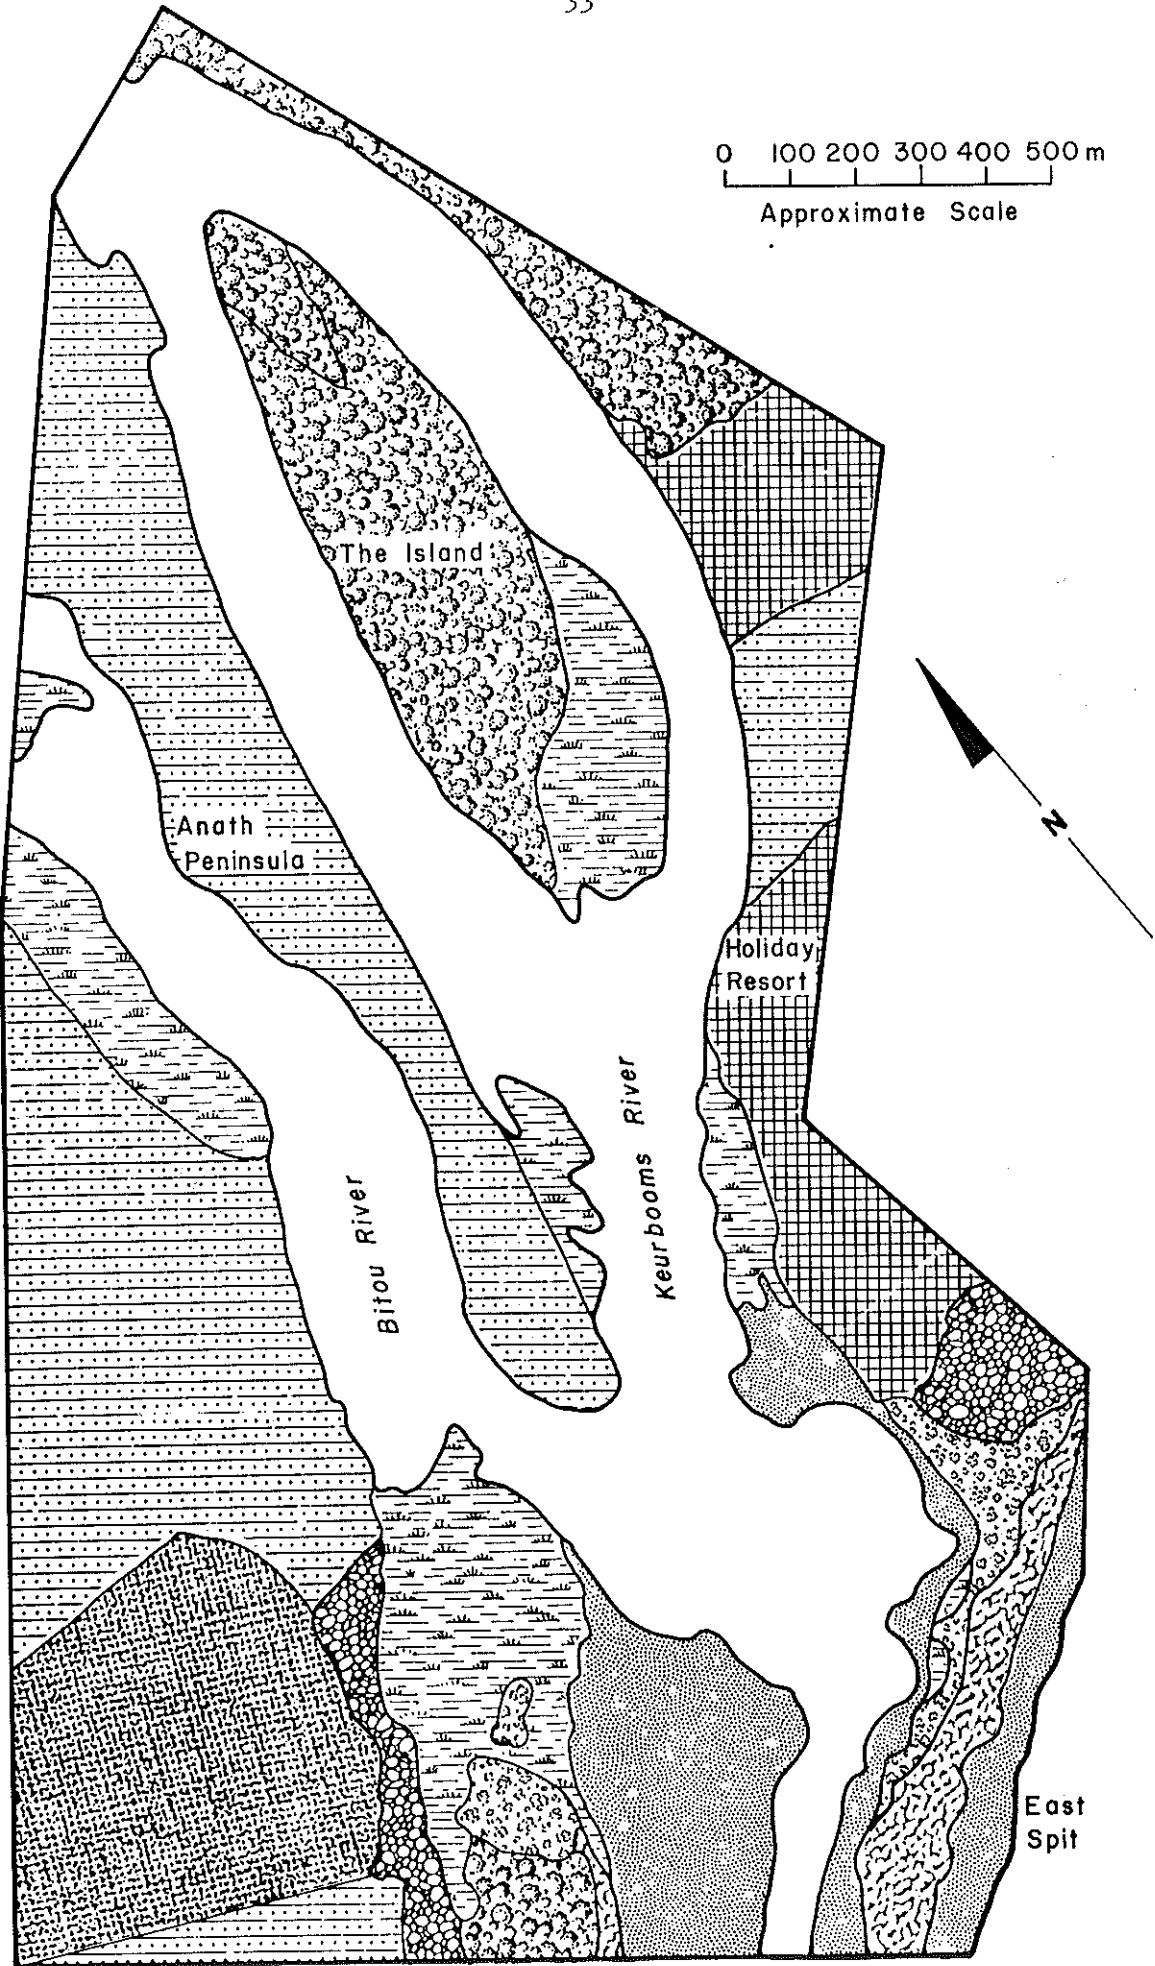 33
0 100 200 300 400 500 m
Approximate Scale
The Island
N
Anath
Peninsula
Holiday
Resort
Keurbooms River
Bitou River
East
Spit